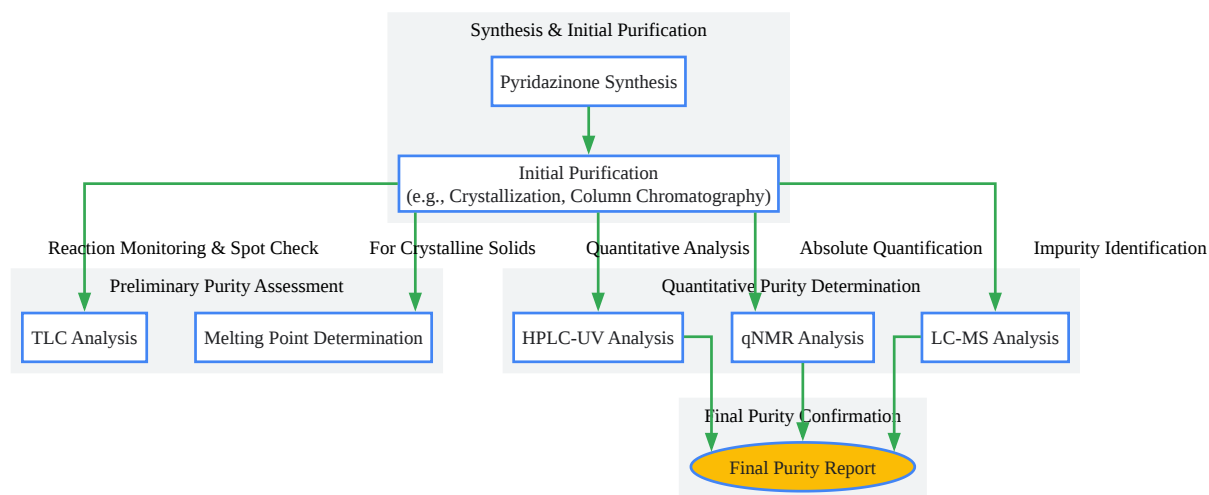 Synthesis & Initial Purification
Pyridazinone Synthesis
Initial Purification
(e.g., Crystallization, Column Chromatography)
Reaction Monitoring & Spot Check
For Crystalline Solids
Quantitative Analysis
Absolute Quantification
Impurity Identification
Preliminary Purity Assessment
Quantitative Purity Determination
TLC Analysis
Melting Point Determination
HPLC-UV Analysis
qNMR Analysis
LC-MS Analysis
Final Purity Confirmation
Final Purity Report